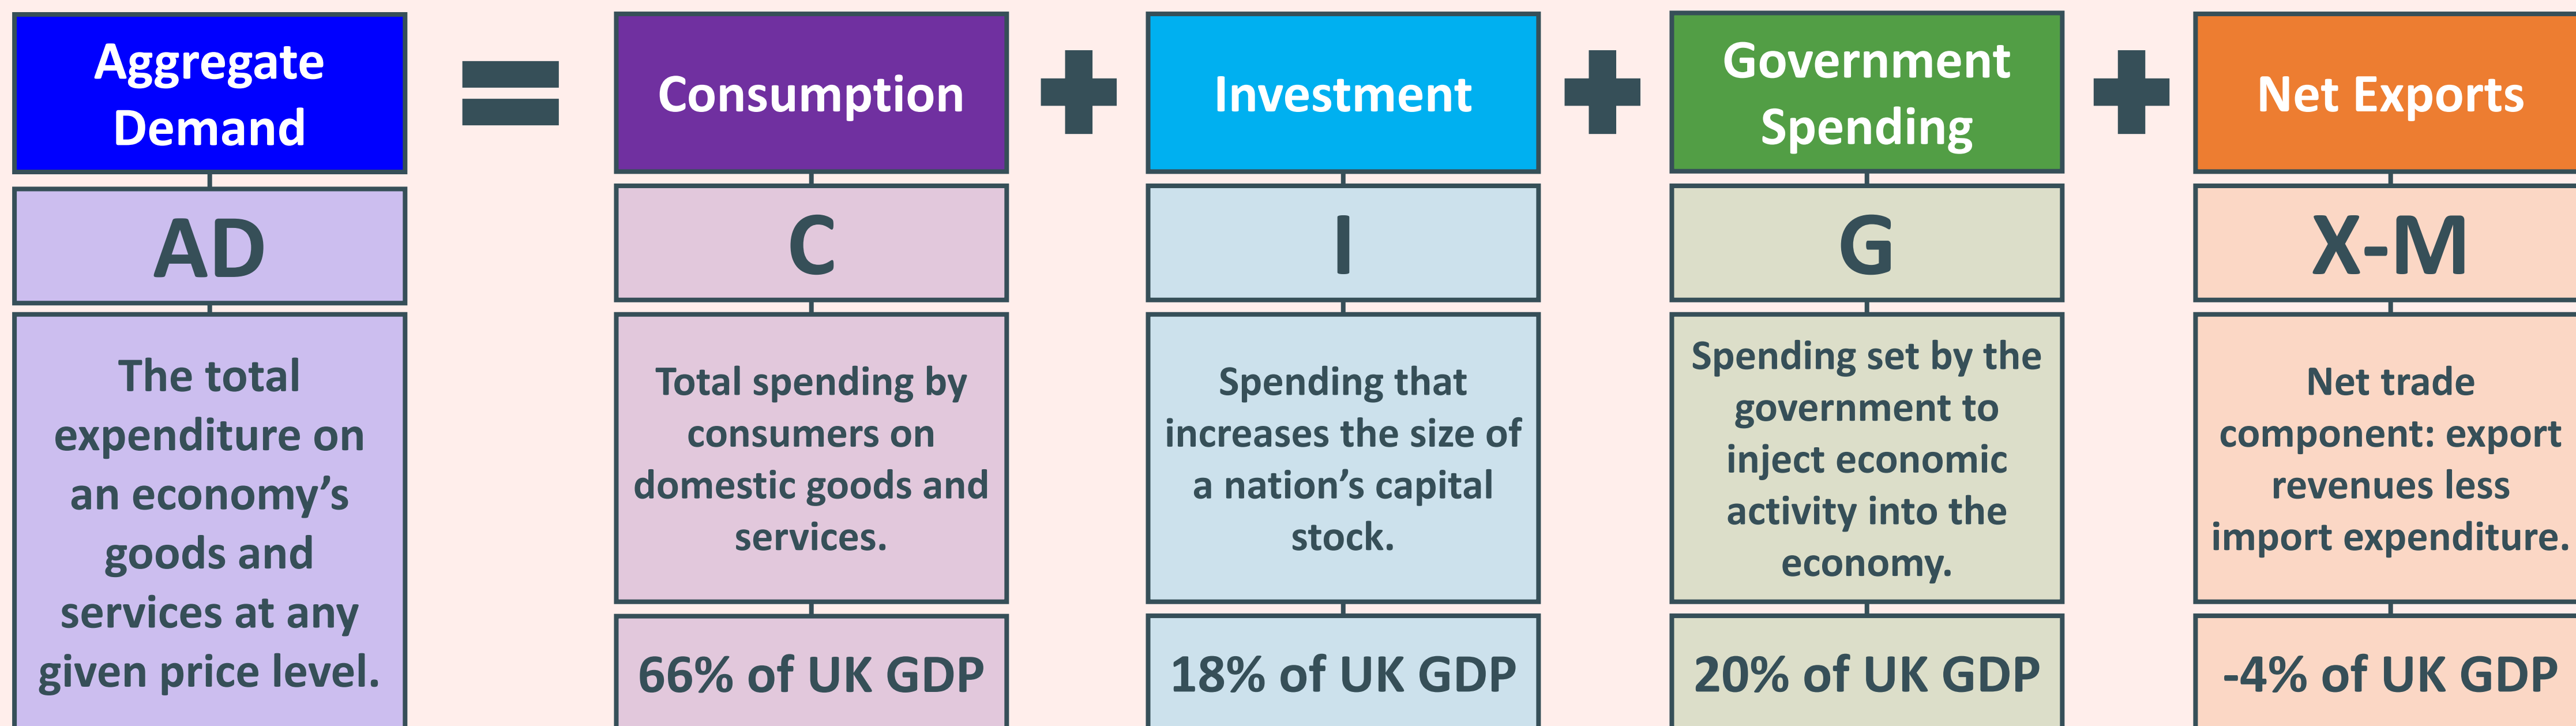 Aggregate
Demand
=
Consumption
+
Investment
+
Government
Spending
+
Net Exports
AD
C
I
G
X-M
The total
expenditure on
an economy’s
goods and
services at any
given price level.
Total spending by
consumers on
domestic goods and
services.
Spending that
increases the size of
a nation’s capital
stock.
Spending set by the
government to
inject economic
activity into the
economy.
Net trade
component: export
revenues less
import expenditure.
66% of UK GDP
18% of UK GDP
20% of UK GDP
-4% of UK GDP